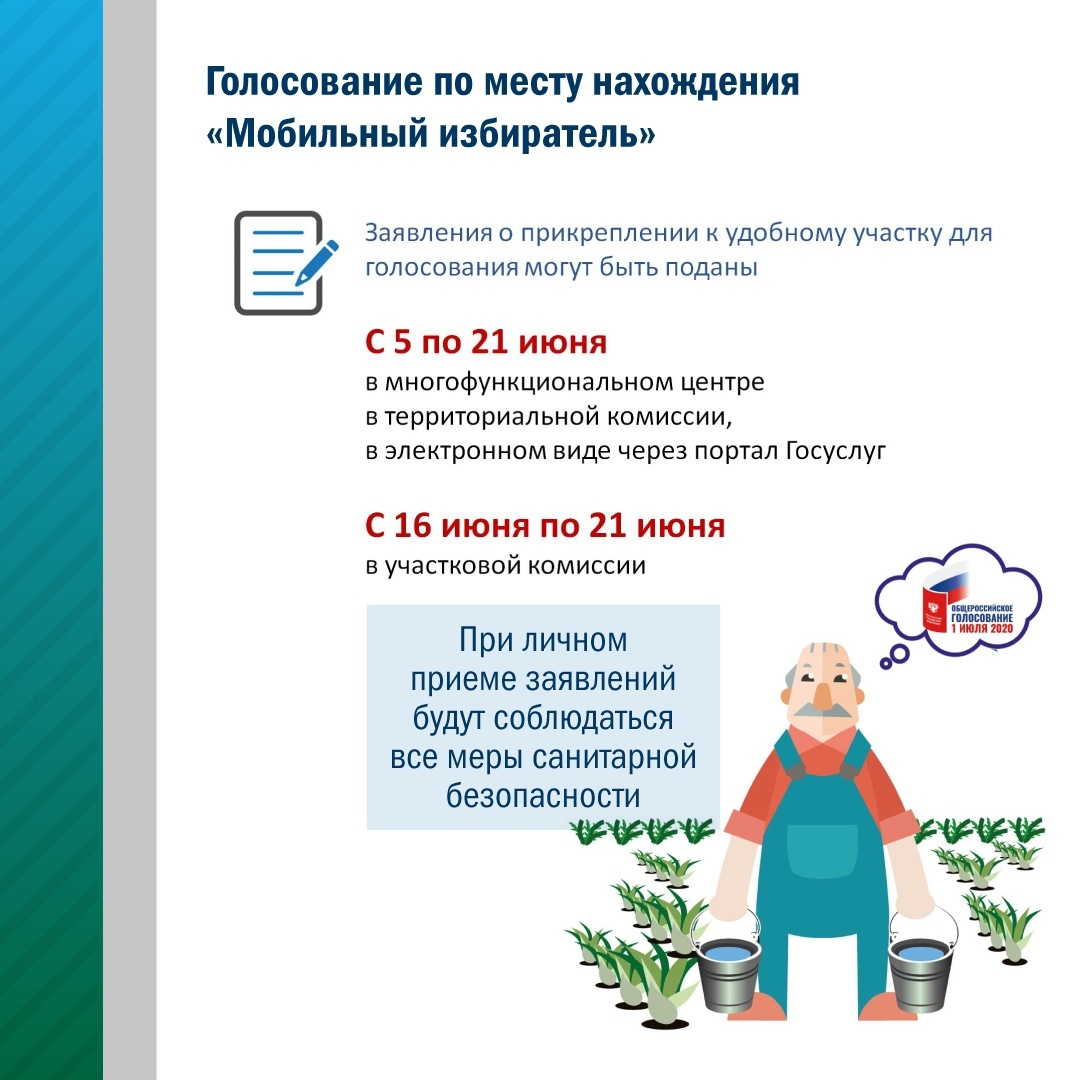 Голосование по месту нахождения
«Мобильный избиратель»
Заявления о прикреплении к удобному участку для
голосования могут быть поданы
С 5 по 21 июня
в многофункциональном центре
в территориальной комиссии,
в электронном виде через портал Госуслуг
С 16 июня по 21 июня
в участковой комиссии
При личном
приеме заявлений
будут соблюдаться
все меры санитарной
безопасности
ОБЩЕРОССИЙСКОЕ
ГОЛОСОВАНИЕ
1 ИЮЛЯ 2020